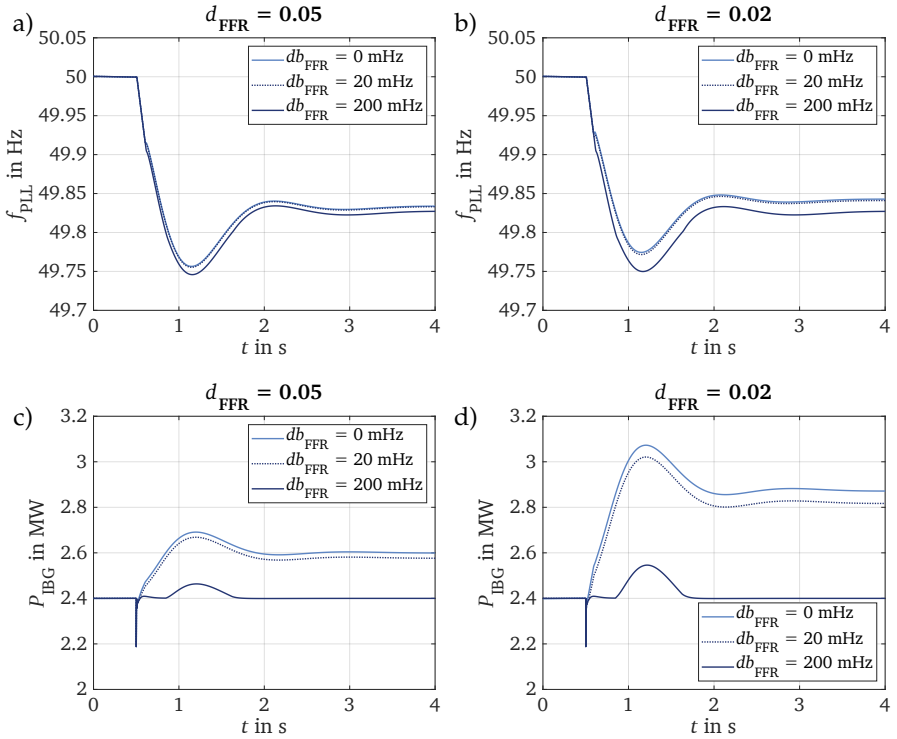 a)
d_FFR = 0.05
50.05
50
49.95
49.9
49.85
49.8
49.75
49.7
f_PLL in Hz
db_FFR = 0 mHz
db_FFR = 20 mHz
db_FFR = 200 mHz
0 1 2 3 4
t in s
b)
d_FFR = 0.02
50.05
50
49.95
49.9
49.85
49.8
49.75
49.7
f_PLL in Hz
db_FFR = 0 mHz
db_FFR = 20 mHz
db_FFR = 200 mHz
0 1 2 3 4
t in s
c)
d_FFR = 0.05
3.2
3
2.8
2.6
2.4
2.2
2
P_IBG in MW
db_FFR = 0 mHz
db_FFR = 20 mHz
db_FFR = 200 mHz
0 1 2 3 4
t in s
d)
d_FFR = 0.02
3.2
3
2.8
2.6
2.4
2.2
2
P_IBG in MW
db_FFR = 0 mHz
db_FFR = 20 mHz
db_FFR = 200 mHz
0 1 2 3 4
t in s